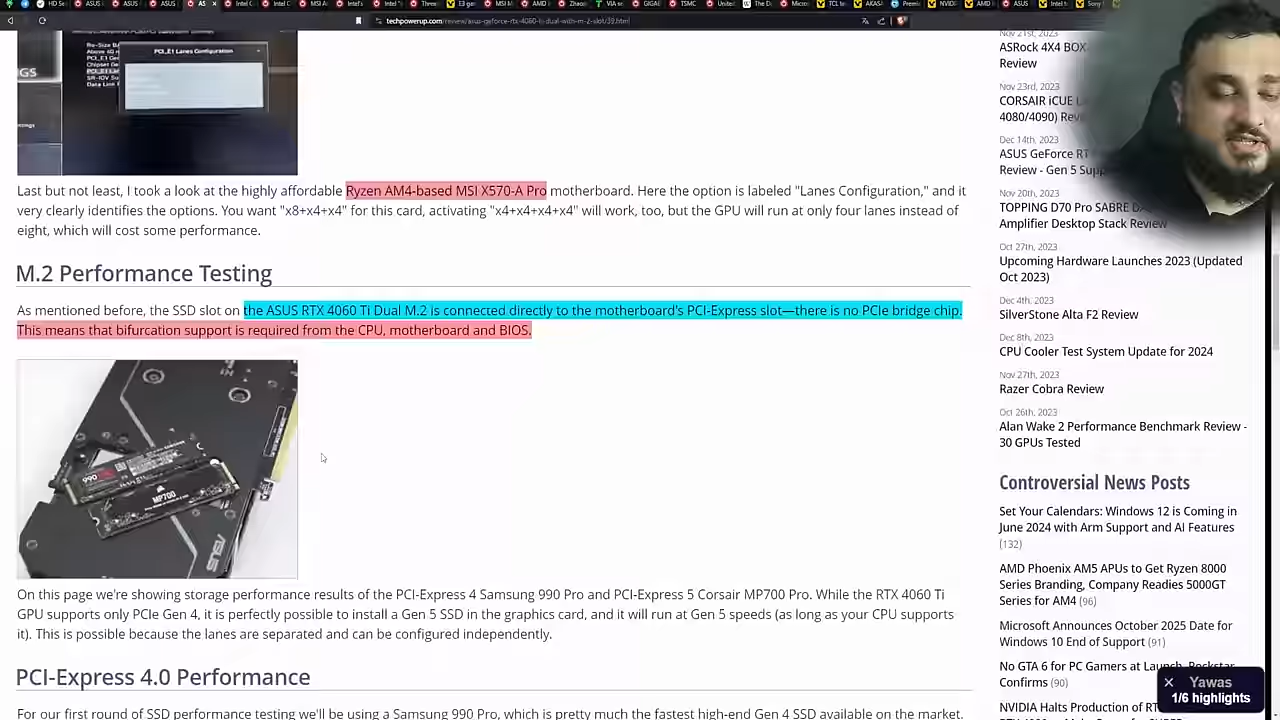 techpowerup.com/review/asus-geforce-rtx-4060-ti-dual-with-m-2-slot/39.html
PCI_E1 Lanes Configuration
Last but not least, I took a look at the highly affordable Ryzen AM4-based MSI X570-A Pro motherboard. Here the option is labeled "Lanes Configuration," and it
very clearly identifies the options. You want "x8+x4+x4" for this card, activating "x4+x4+x4+x4" will work, too, but the GPU will run at only four lanes instead of
eight, which will cost some performance.
M.2 Performance Testing
As mentioned before, the SSD slot on the ASUS RTX 4060 Ti Dual M.2 is connected directly to the motherboard's PCI-Express slot—there is no PCIe bridge chip.
This means that bifurcation support is required from the CPU, motherboard and BIOS.
990
MP700
ASUS
On this page we're showing storage performance results of the PCI-Express 4 Samsung 990 Pro and PCI-Express 5 Corsair MP700 Pro. While the RTX 4060 Ti
GPU supports only PCIe Gen 4, it is perfectly possible to install a Gen 5 SSD in the graphics card, and it will run at Gen 5 speeds (as long as your CPU supports
it). This is possible because the lanes are separated and can be configured independently.
PCI-Express 4.0 Performance
For our first round of SSD performance testing we'll be using a Samsung 990 Pro, which is pretty much the fastest high-end Gen 4 SSD available on the market.
Nov 21st, 2023
ASRock 4X4 BOX
Review
Nov 23rd, 2023
CORSAIR iCUE
4080/4090) Rev
Dec 14th, 2023
ASUS GeForce RT
Review - Gen 5 Supp
Nov 20th, 2023
TOPPING D70 Pro SABRE D
Amplifier Desktop Stack Review
Oct 27th, 2023
Upcoming Hardware Launches 2023 (Updated
Oct 2023)
Dec 4th, 2023
SilverStone Alta F2 Review
Dec 8th, 2023
CPU Cooler Test System Update for 2024
Nov 27th, 2023
Razer Cobra Review
Oct 26th, 2023
Alan Wake 2 Performance Benchmark Review -
30 GPUs Tested
Controversial News Posts
Set Your Calendars: Windows 12 is Coming in
June 2024 with Arm Support and AI Features
(132)
AMD Phoenix AM5 APUs to Get Ryzen 8000
Series Branding, Company Readies 5000GT
Series for AM4 (96)
Microsoft Announces October 2025 Date for
Windows 10 End of Support (91)
No GTA 6 for PC Gamers at Launch, Rockstar
Confirms (90)
NVIDIA Halts Production of
Yawas
1/6 highlights